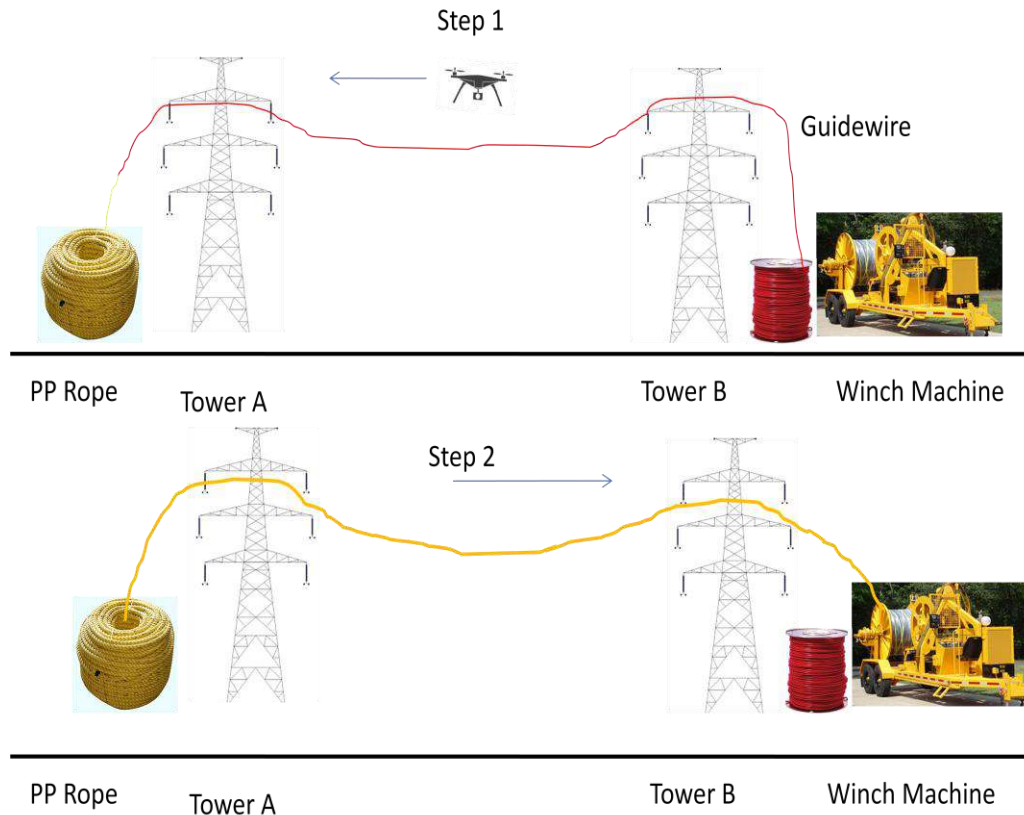 Step 1
Guidewire
PP Rope
Tower A
Tower B
Winch Machine
Step 2
PP Rope
Tower A
Tower B
Winch Machine